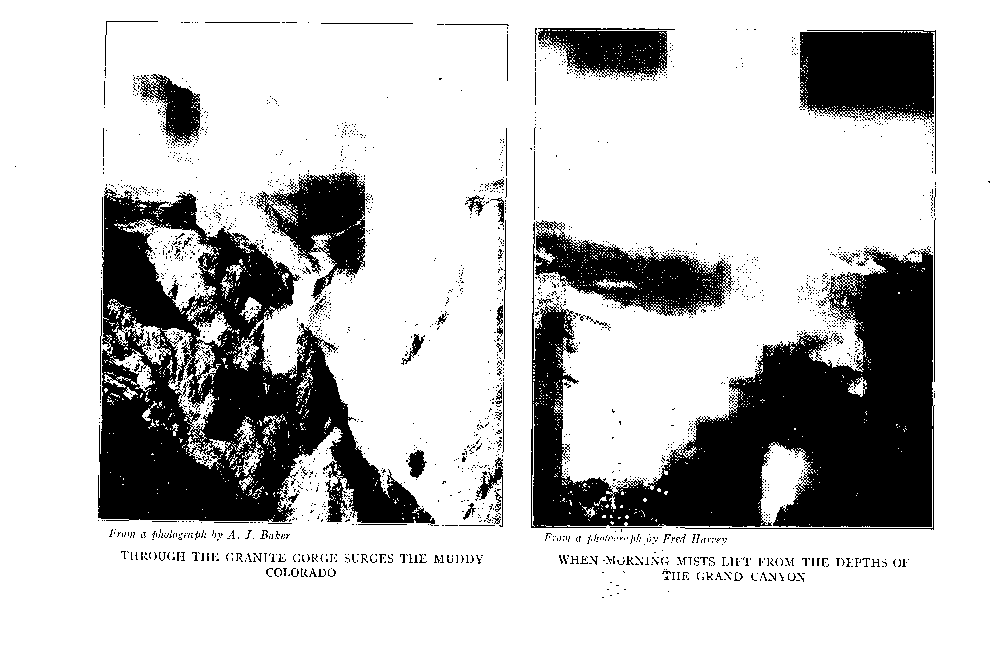 From a photograph by A. J. Baker
THROUGH THE GRANITE GORGE SURGES THE MUDDY
COLORADO
From a photograph by Fred Harvey
WHEN MORNING MISTS LIFT FROM THE DEPTHS OF
THE GRAND CANYON